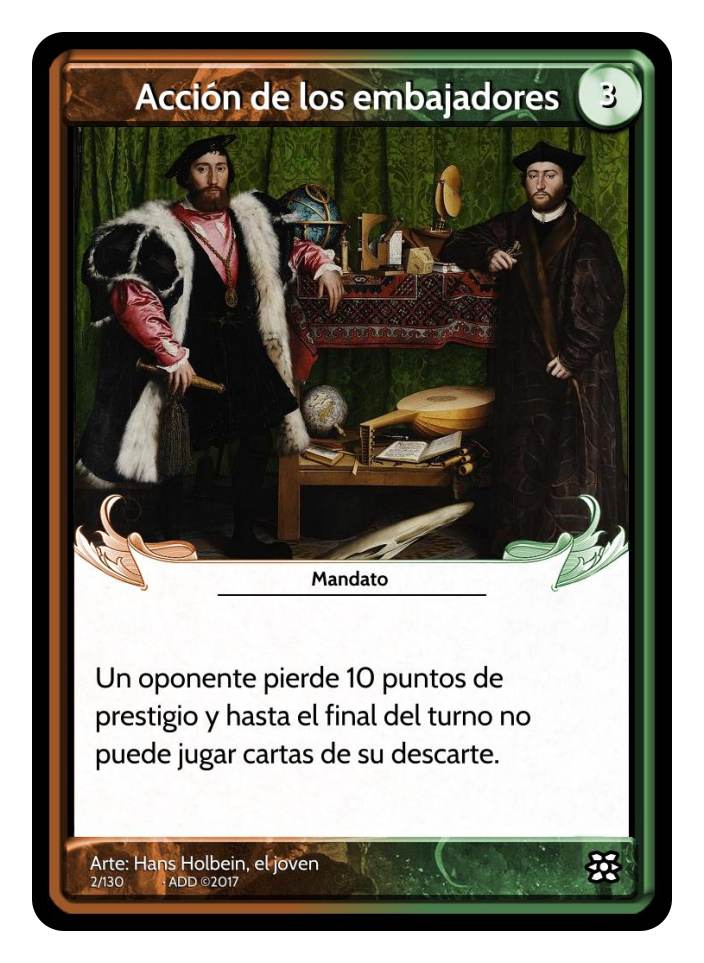 Acción de los embajadores
3
Mandato
Un oponente pierde 10 puntos de
prestigio y hasta el final del turno no
puede jugar cartas de su descarte.
Arte: Hans Holbein, el joven
2/130 · ADD ©2017